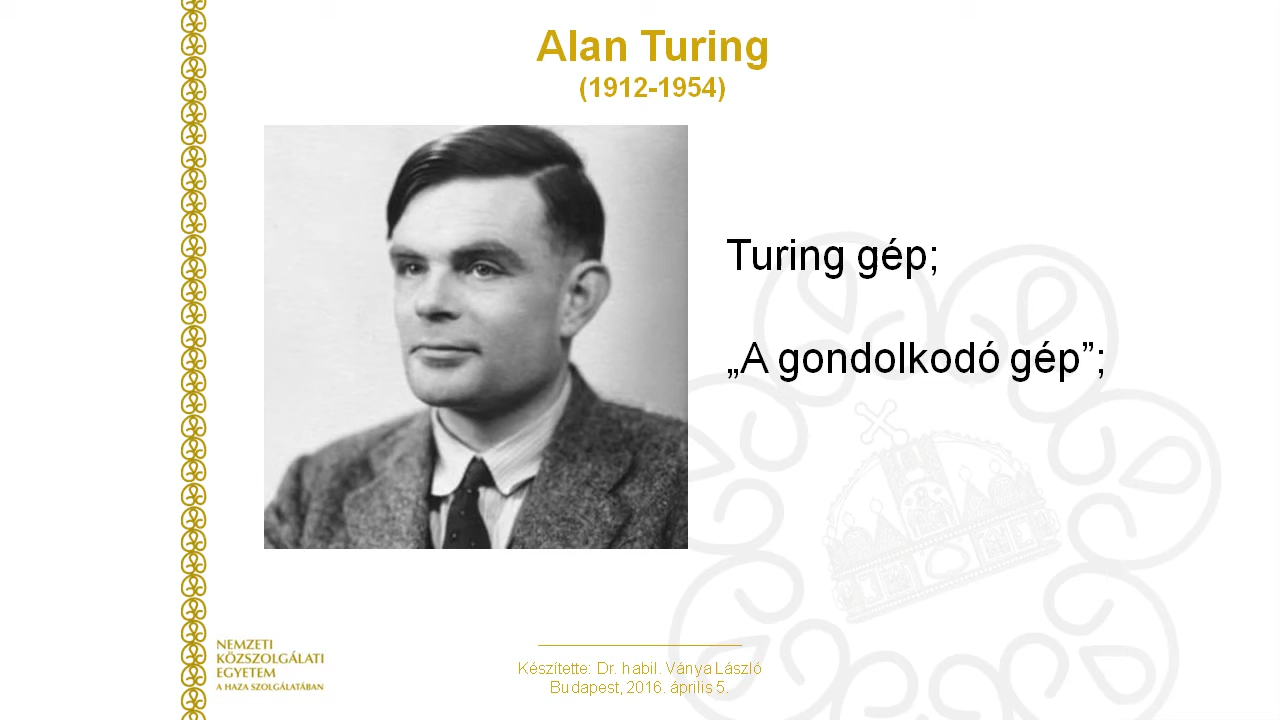 Alan Turing
(1912-1954)
Turing gép;
„A gondolkodó gép”;
NEMZETI
KÖZSZOLGÁLATI
EGYETEM
A HAZA SZOLGÁLATÁBAN
Készítette: Dr. habil. Ványa László
Budapest, 2016. április 5.